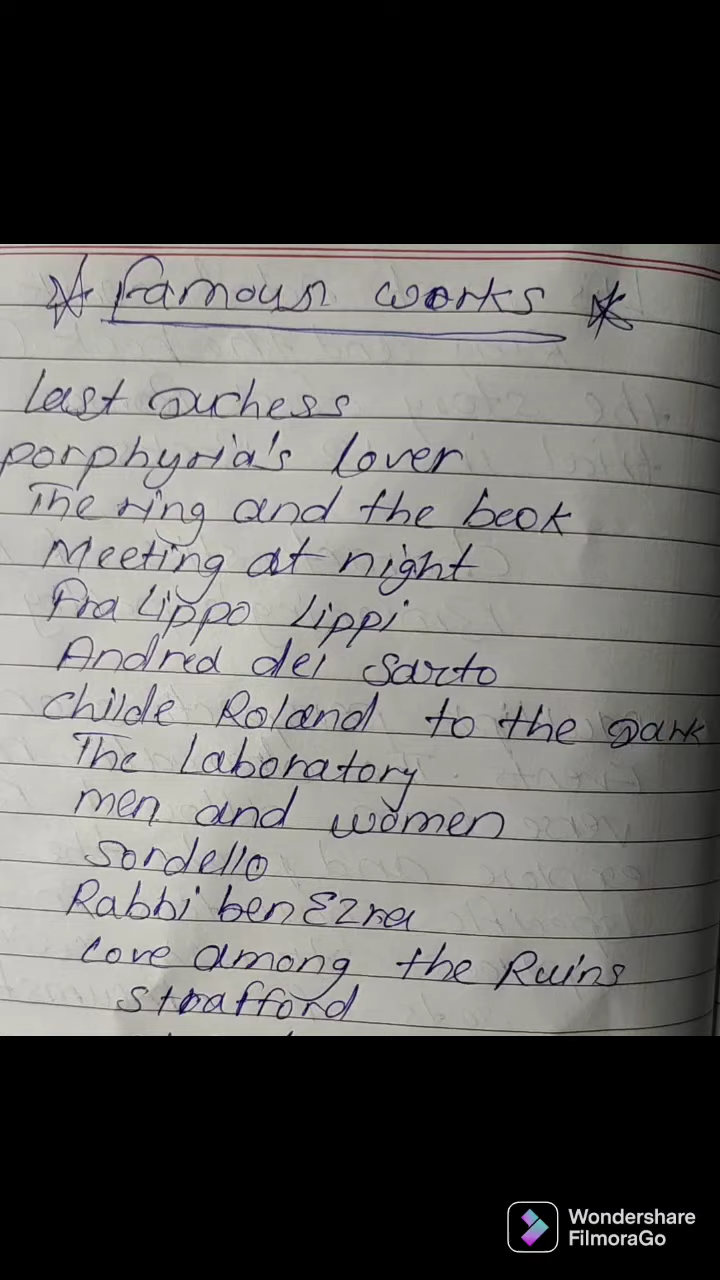 Famous works
Last Duchess
porphyria's lover
The ring and the book
Meeting at night
Fra Lippo Lippi
Andrea del Sarto
Childe Roland to the Dark
The Laboratory
men and women
Sordello
Rabbi ben Ezra
Love among the Ruins
Strafford
Wondershare
FilmoraGo